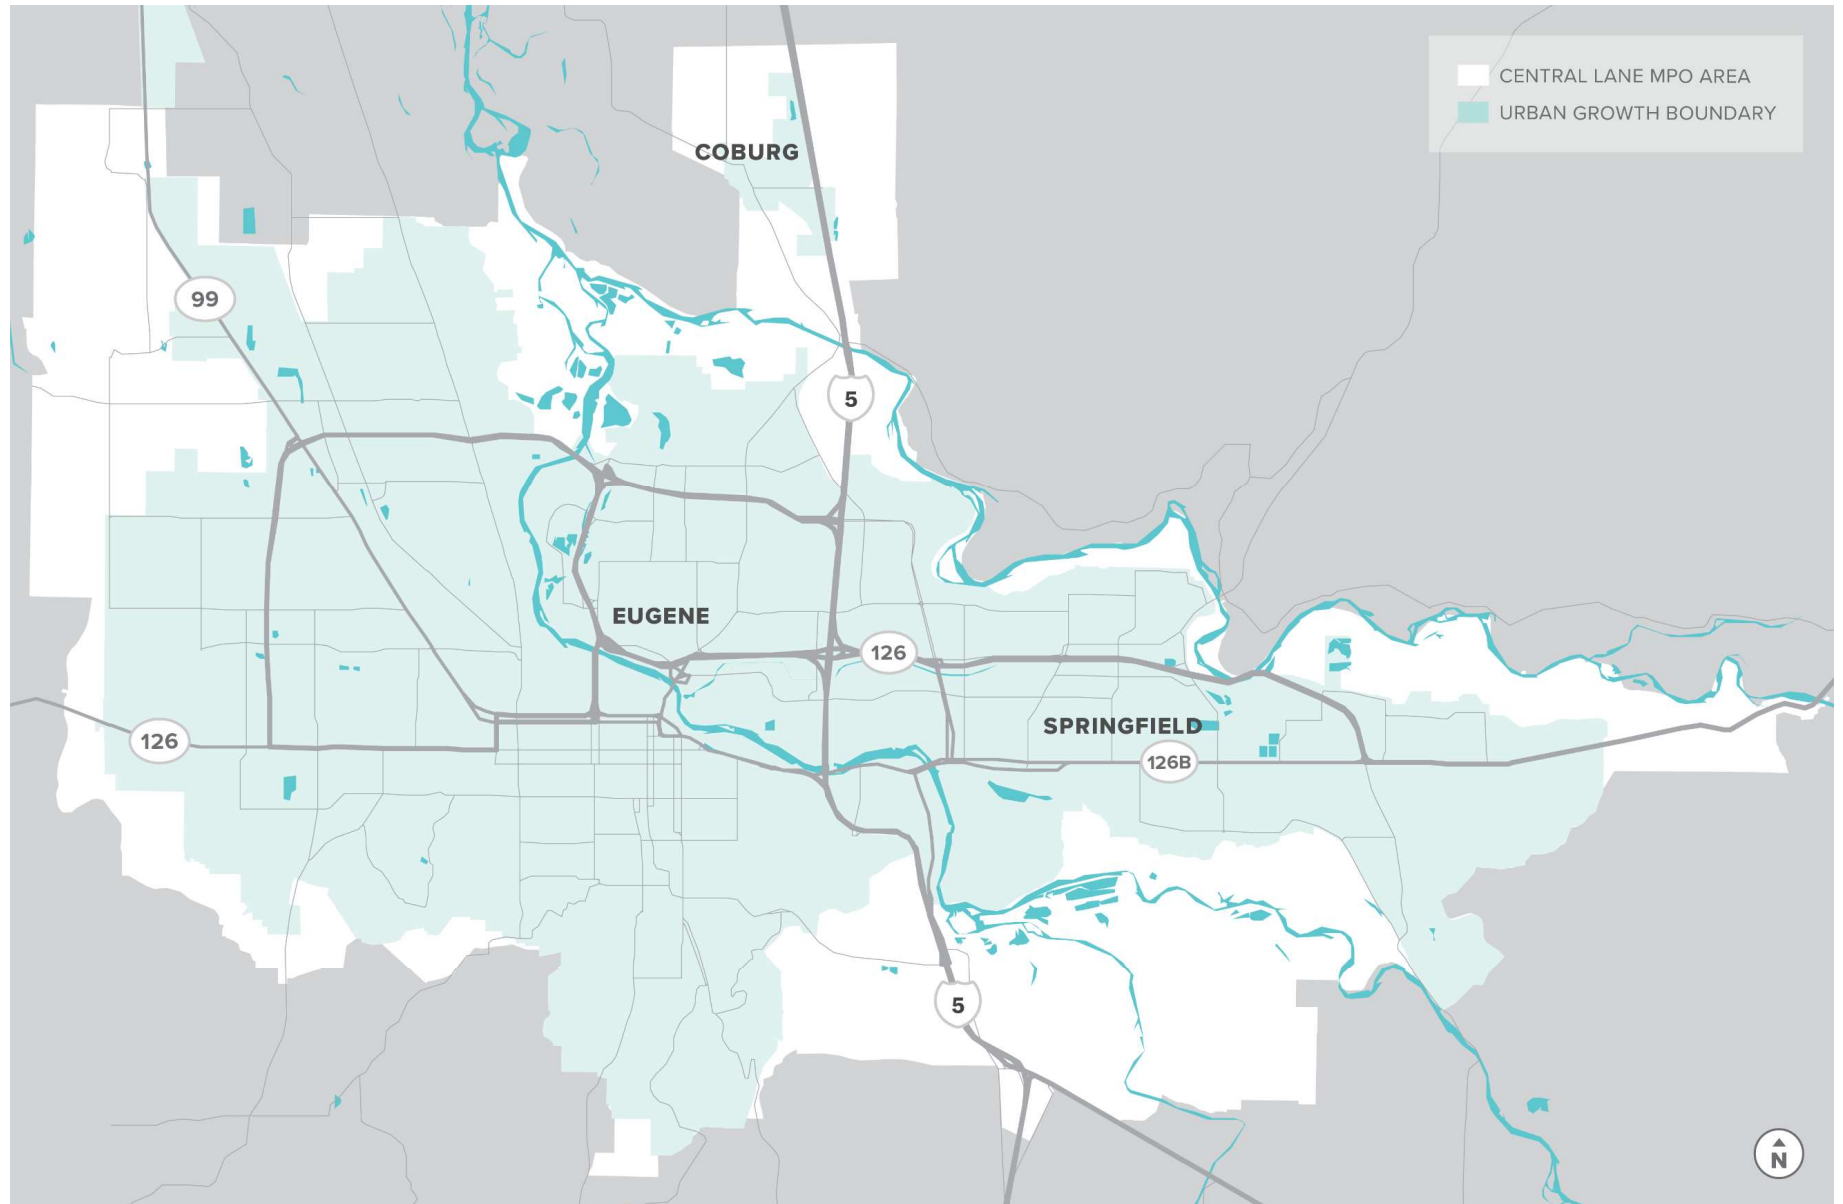 CENTRAL LANE MPO AREA
URBAN GROWTH BOUNDARY
COBURG
99
5
EUGENE
126
SPRINGFIELD
126
126B
5
N